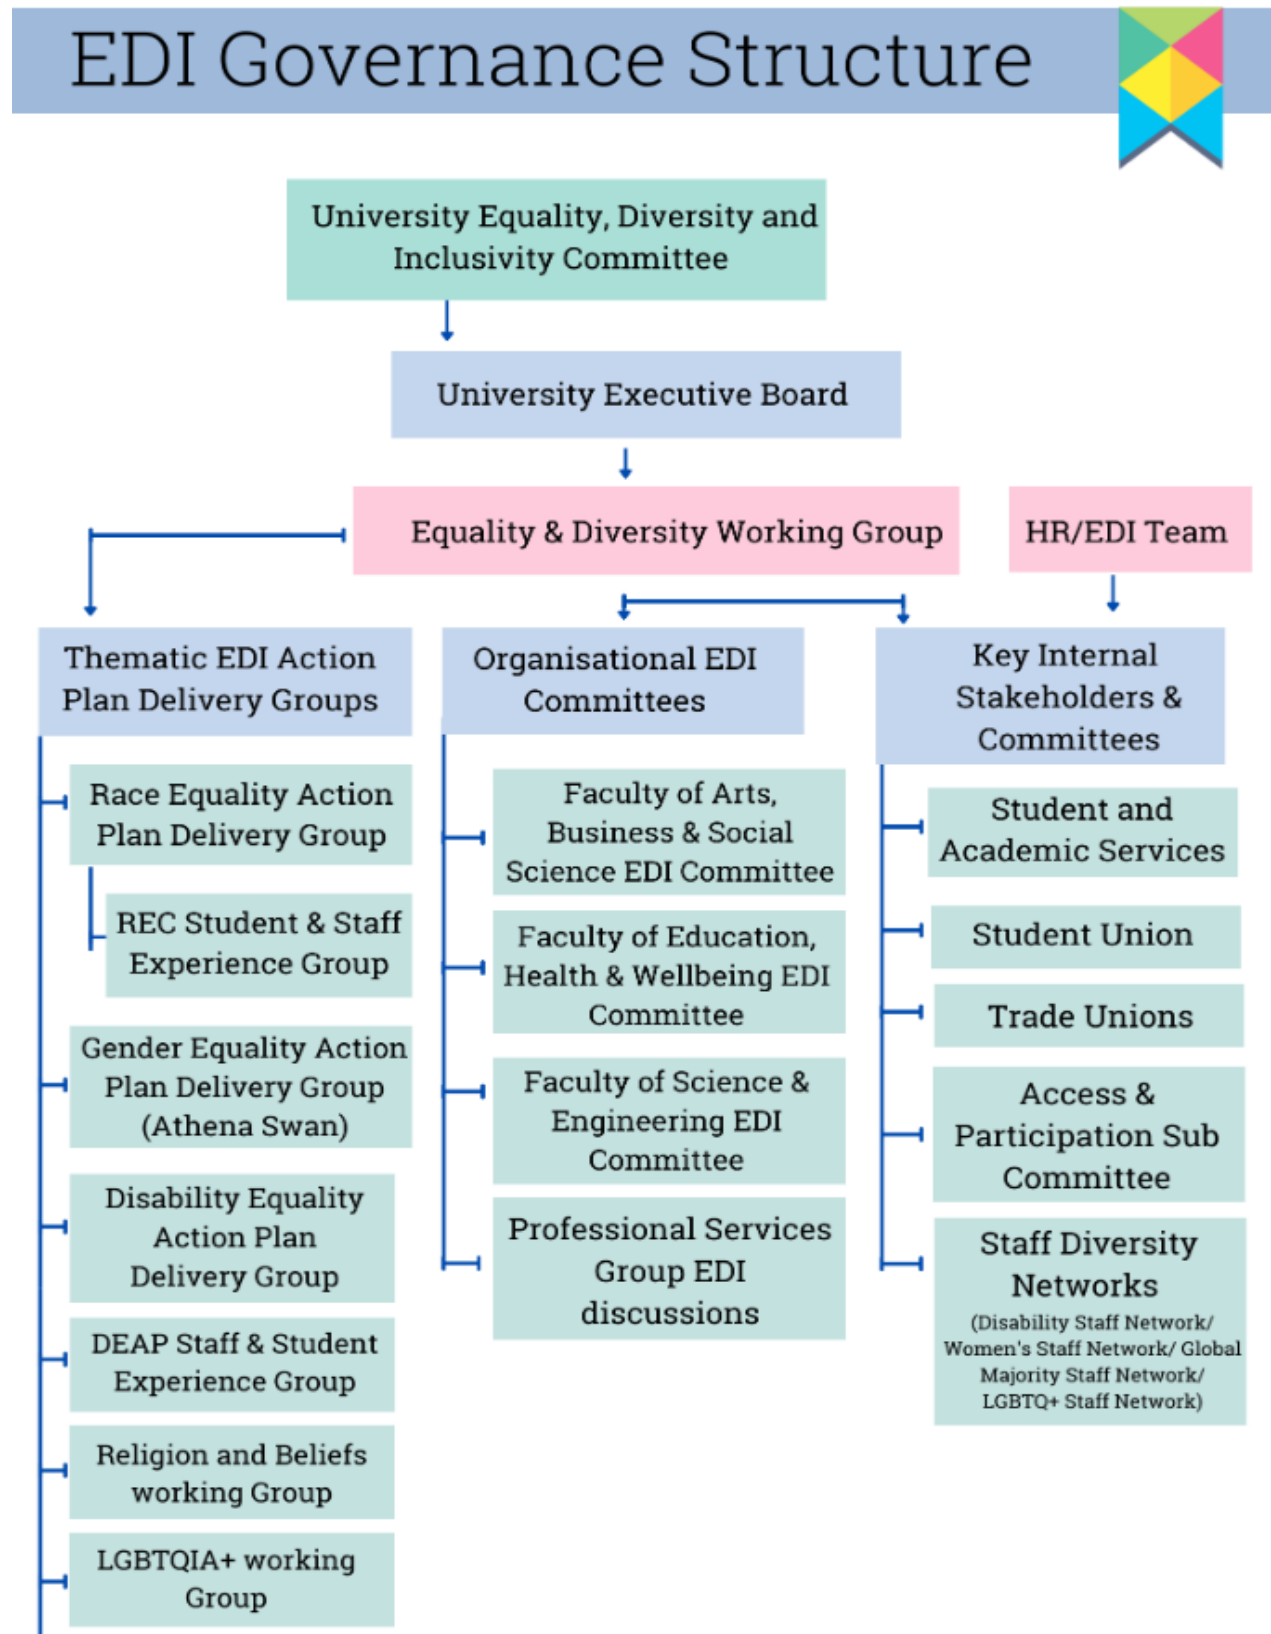 EDI Governance Structure
University Equality, Diversity and
Inclusivity Committee
University Executive Board
Equality & Diversity Working Group
HR/EDI Team
Thematic EDI Action
Plan Delivery Groups
Race Equality Action
Plan Delivery Group
REC Student & Staff
Experience Group
Gender Equality Action
Plan Delivery Group
(Athena Swan)
Disability Equality
Action Plan
Delivery Group
DEAP Staff & Student
Experience Group
Religion and Beliefs
working Group
LGBTQIA+ working
Group
Organisational EDI
Committees
Faculty of Arts,
Business & Social
Science EDI Committee
Faculty of Education,
Health & Wellbeing EDI
Committee
Faculty of Science &
Engineering EDI
Committee
Professional Services
Group EDI
discussions
Key Internal
Stakeholders &
Committees
Student and
Academic Services
Student Union
Trade Unions
Access &
Participation Sub
Committee
Staff Diversity
Networks
(Disability Staff Network/
Women's Staff Network/ Global
Majority Staff Network/
LGBTQ+ Staff Network)